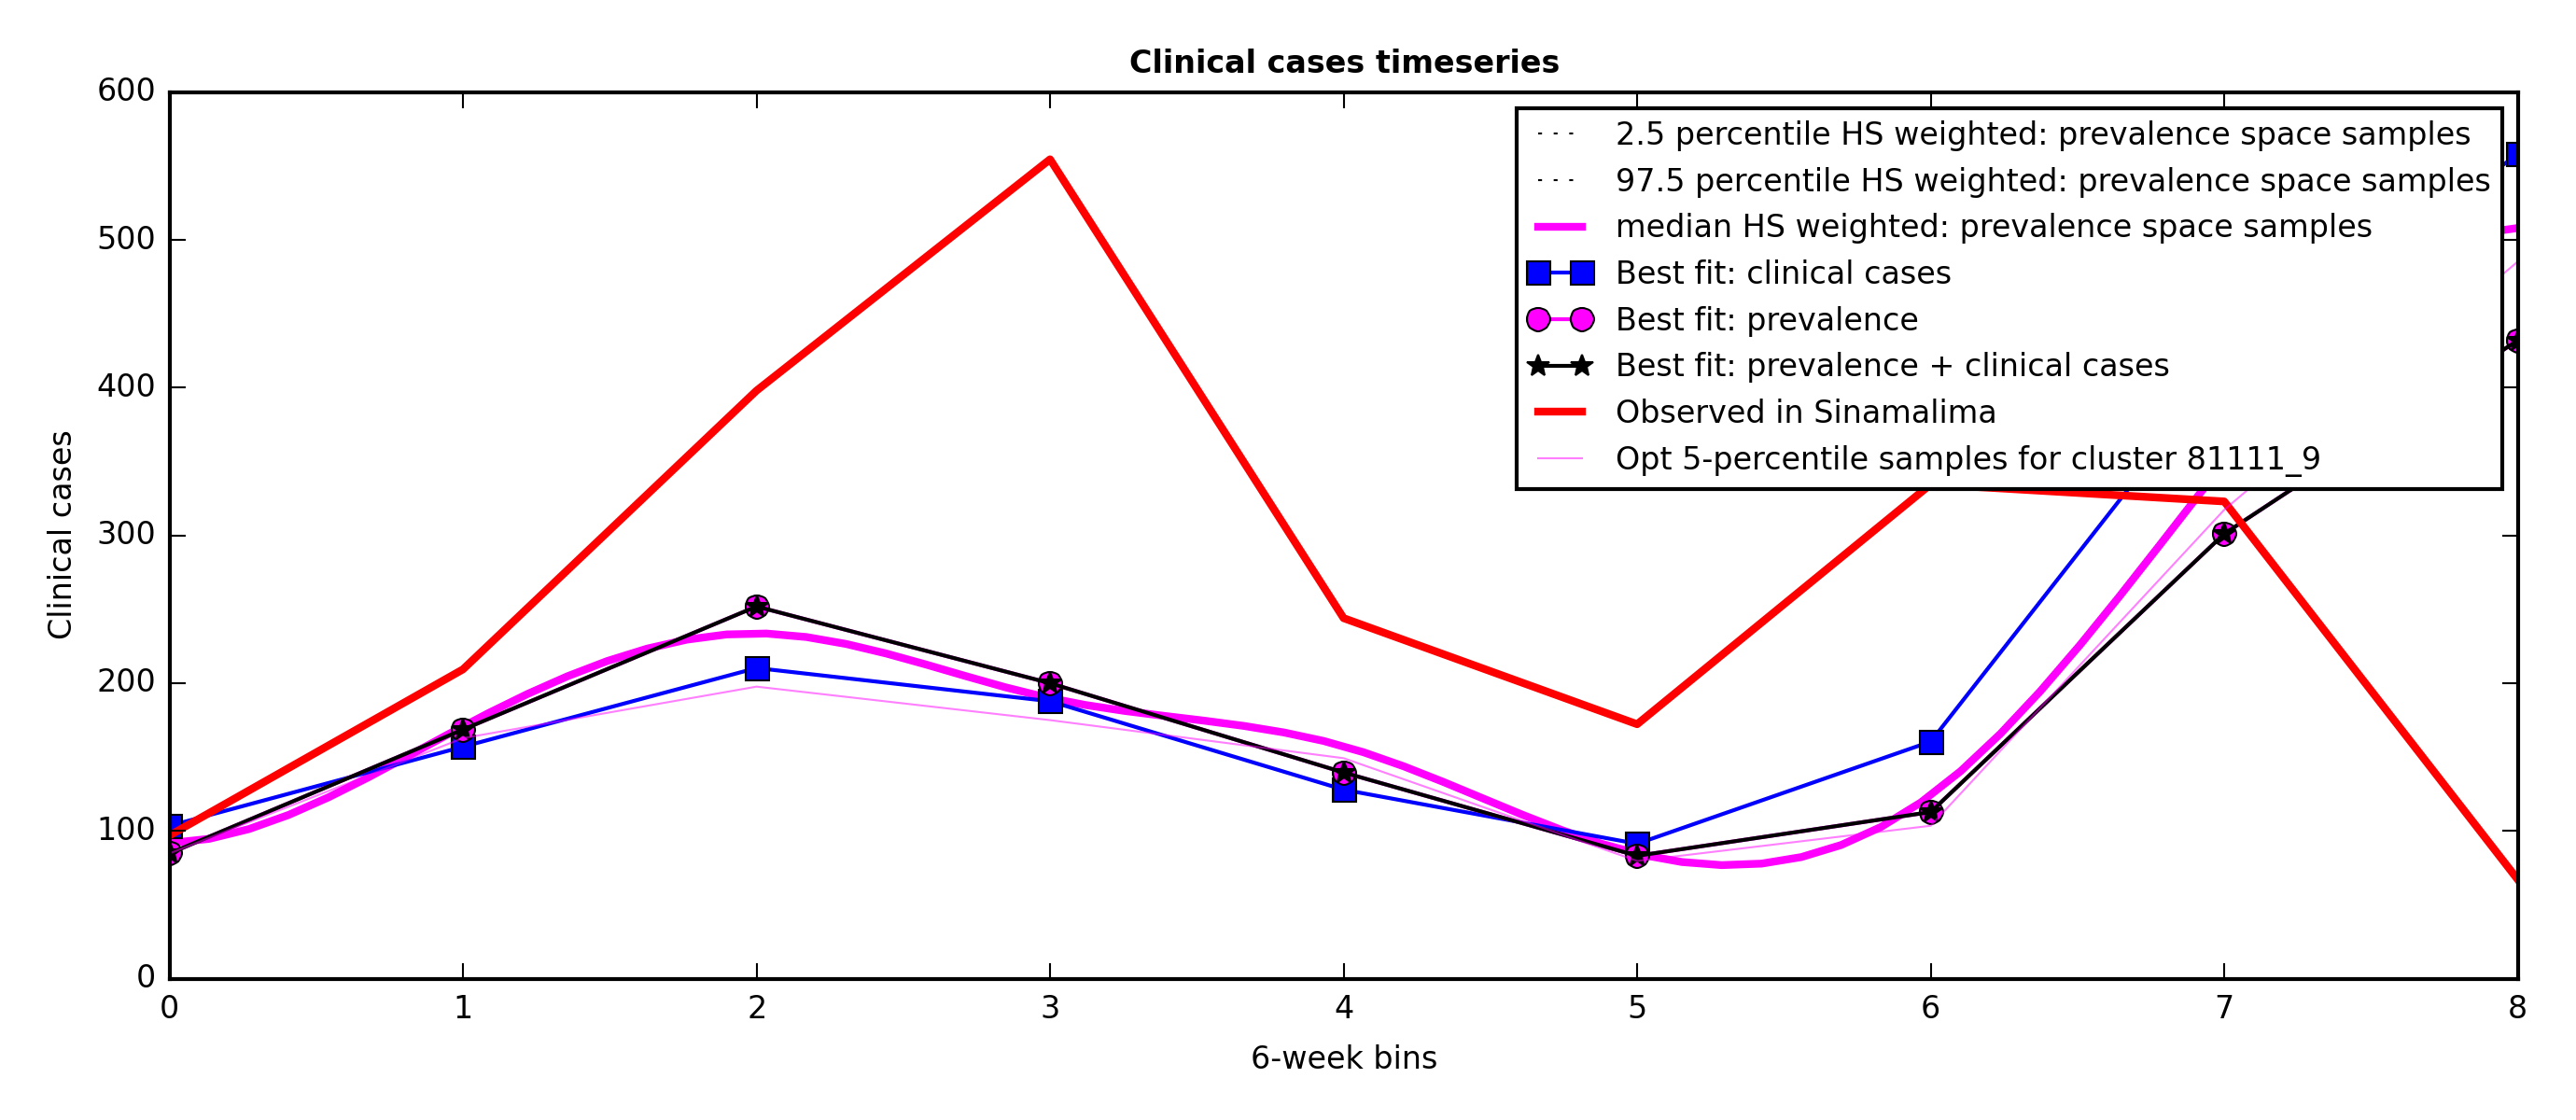 Clinical cases timeseries
600
500
400
300
200
100
0
Clinical cases
2.5 percentile HS weighted: prevalence space samples
97.5 percentile HS weighted: prevalence space samples
median HS weighted: prevalence space samples
Best fit: clinical cases
Best fit: prevalence
Best fit: prevalence + clinical cases
Observed in Sinamalima
Opt 5-percentile samples for cluster 81111_9
0 1 2 3 4 5 6 7 8
6-week bins